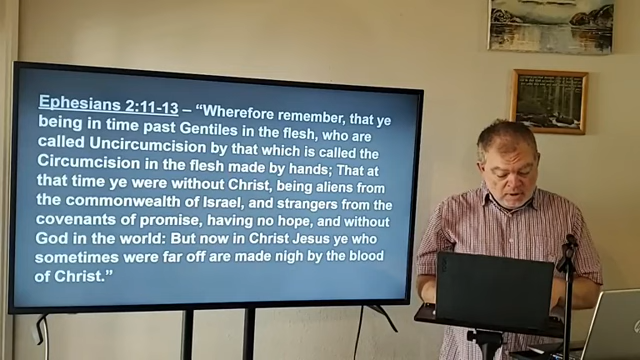 Ephesians 2:11-13 – “Wherefore remember, that ye
being in time past Gentiles in the flesh, who are
called Uncircumcision by that which is called the
Circumcision in the flesh made by hands; That at
that time ye were without Christ, being aliens from
the commonwealth of Israel, and strangers from the
covenants of promise, having no hope, and without
God in the world: But now in Christ Jesus ye who
sometimes were far off are made nigh by the blood
of Christ.”